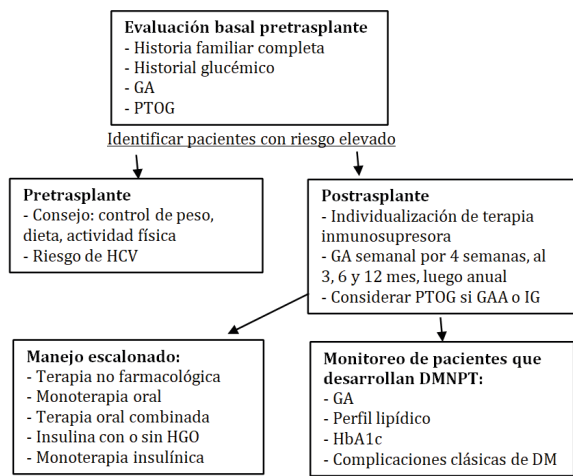 Evaluación basal pretrasplante
- Historia familiar completa
- Historial glucémico
- GA
- PTOG
Identificar pacientes con riesgo elevado
Pretrasplante
- Consejo: control de peso,
dieta, actividad física
- Riesgo de HCV
Postrasplante
- Individualización de terapia
inmunosupresora
- GA semanal por 4 semanas, al
3, 6 y 12 mes, luego anual
- Considerar PTOG si GAA o IG
Manejo escalonado:
- Terapia no farmacológica
- Monoterapia oral
- Terapia oral combinada
- Insulina con o sin HGO
- Monoterapia insulínica
Monitoreo de pacientes que
desarrollan DMNPT:
- GA
- Perfil lipídico
- HbA1c
- Complicaciones clásicas de DM